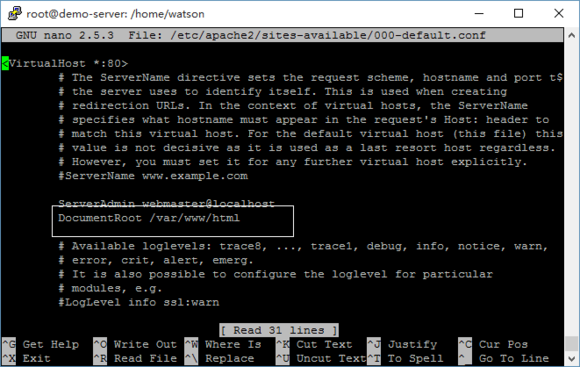 root@demo-server: /home/watson
GNU nano 2.5.3 File: /etc/apache2/sites-available/000-default.conf
<VirtualHost *:80>
# The ServerName directive sets the request scheme, hostname and port t$
# the server uses to identify itself. This is used when creating
# redirection URLs. In the context of virtual hosts, the ServerName
# specifies what hostname must appear in the request's Host: header to
# match this virtual host. For the default virtual host (this file) this
# value is not decisive as it is used as a last resort host regardless.
# However, you must set it for any further virtual host explicitly.
#ServerName www.example.com
ServerAdmin webmaster@localhost
DocumentRoot /var/www/html
# Available loglevels: trace8, ..., trace1, debug, info, notice, warn,
# error, crit, alert, emerg.
# It is also possible to configure the loglevel for particular
# modules, e.g.
#LogLevel info ssl:warn
[ Read 31 lines ]
^G Get Help ^O Write Out ^W Where Is ^K Cut Text ^J Justify ^C Cur Pos
^X Exit ^R Read File ^\ Replace ^U Uncut Text ^T To Spell ^_ Go To Line